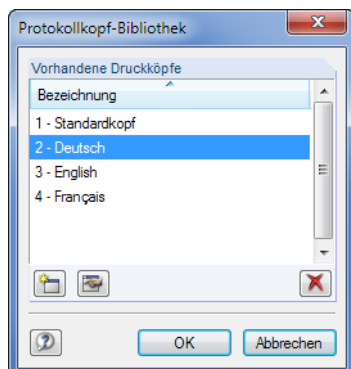 Protokollkopf-Bibliothek
Vorhandene Druckköpfe
Bezeichnung
1 - Standardkopf
2 - Deutsch
3 - English
4 - Français
OK
Abbrechen